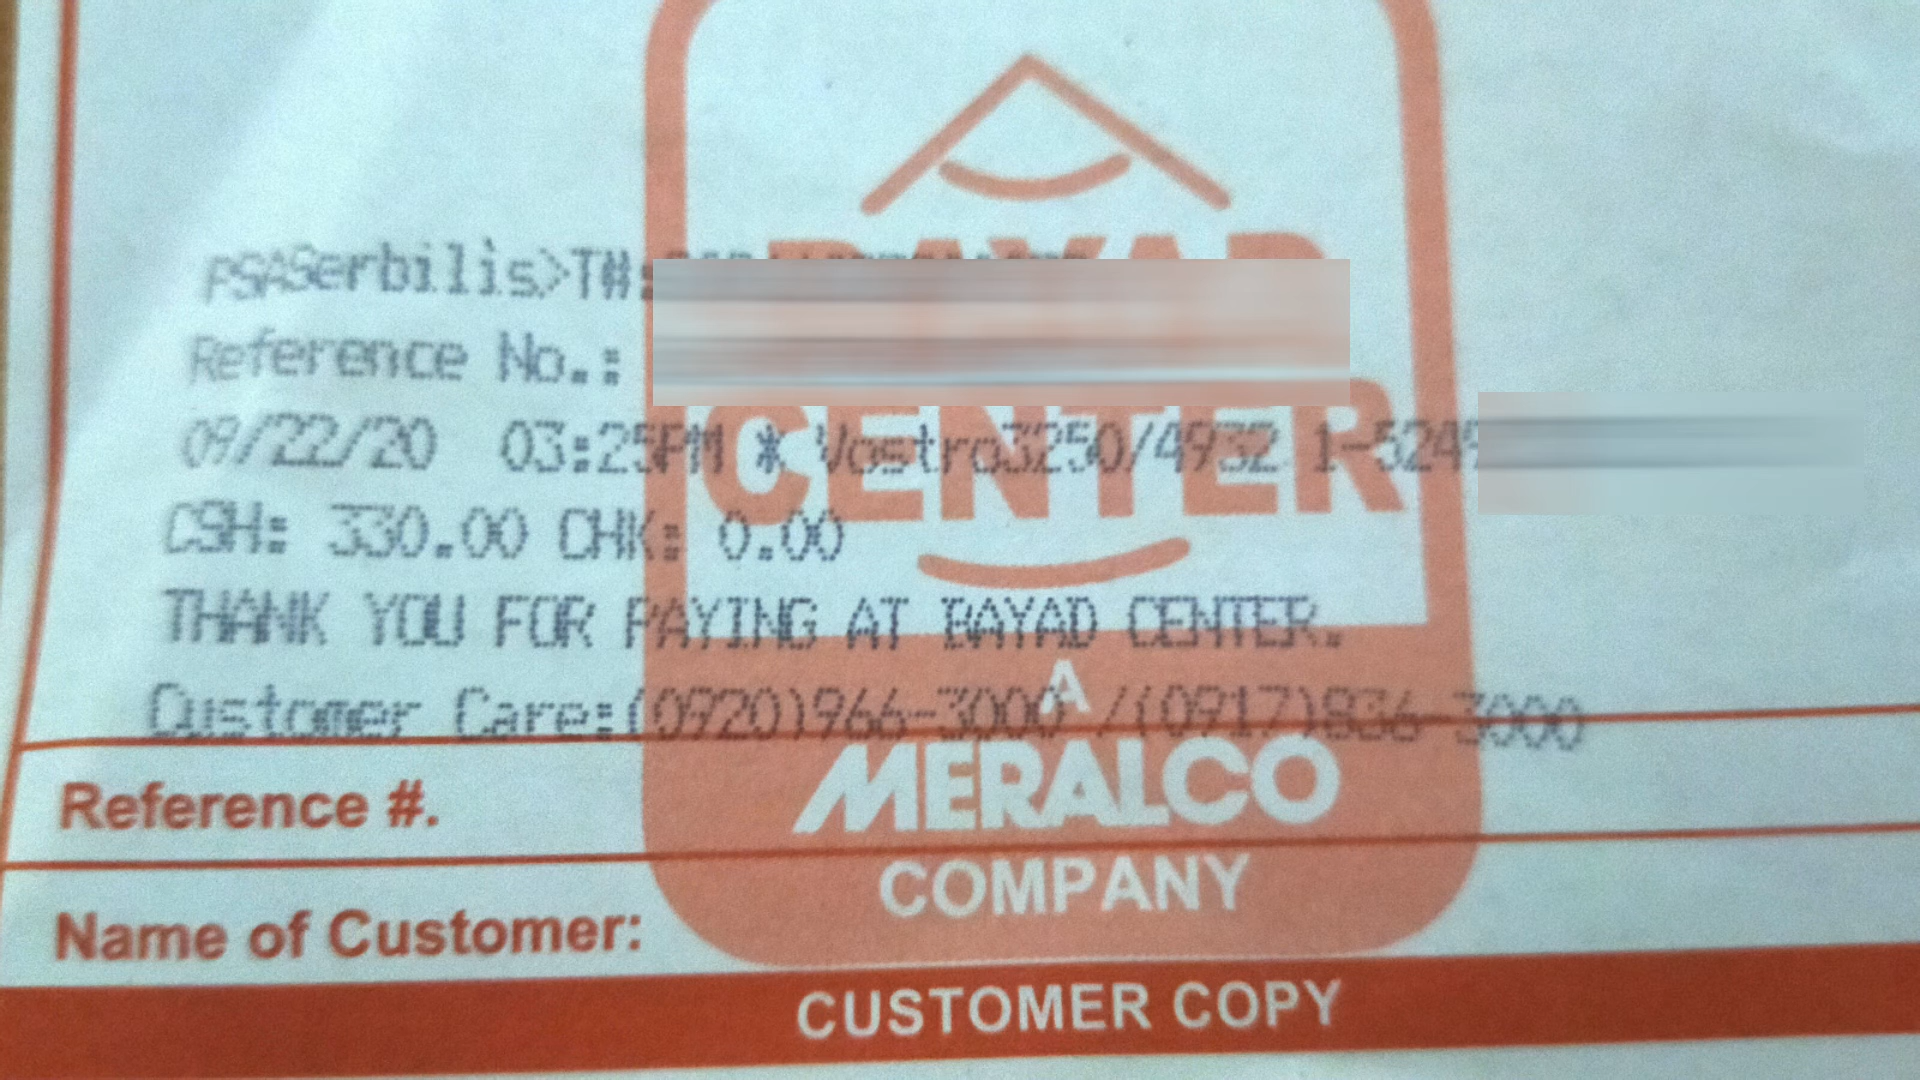 PSASerbilis>T#:
Reference No.:
09/22/20 03:25PM * Vostro3250/4932 1-5249
CSH: 330.00 CHK: 0.00
THANK YOU FOR PAYING AT BAYAD CENTER.
Customer Care:(0920)966-3000 /(0917)836-3000
BAYAD
CENTER
A
MERALCO
COMPANY
Reference #.
Name of Customer:
CUSTOMER COPY